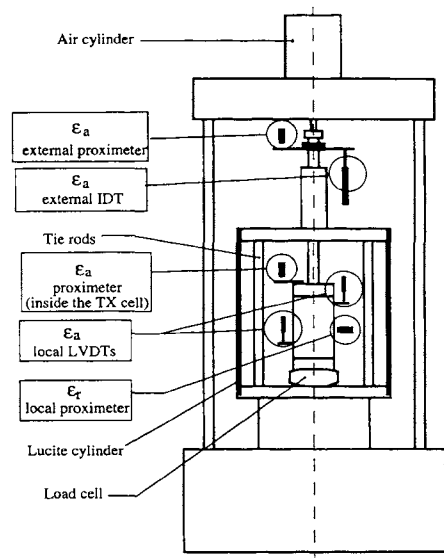 Air cylinder
εa
external proximeter
εa
external IDT
Tie rods
εa
proximeter
(inside the TX cell)
εa
local LVDTs
εr
local proximeter
Lucite cylinder
Load cell